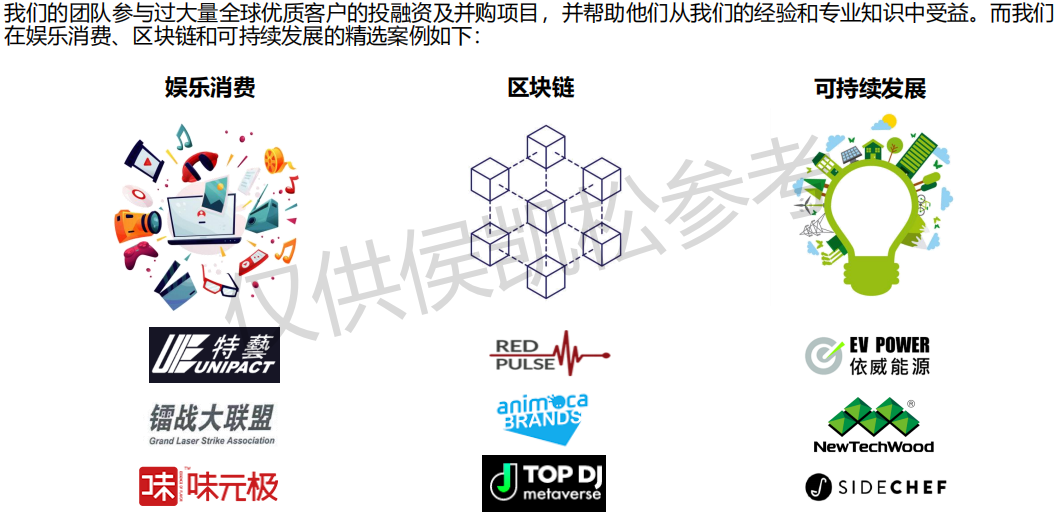 我们的团队参与过大量全球优质客户的投融资及并购项目，并帮助他们从我们的经验和专业知识中受益。而我们
在娱乐消费、区块链和可持续发展的精选案例如下：
娱乐消费
区块链
可持续发展
仅供侯凯松参考
特藝
UNIPACT
RED
PULSE
EV POWER
依威能源
镭战大联盟
Grand Laser Strike Association
animoca
BRANDS
®
NewTechWood
味
味元极
TM
TOP DJ
metaverse
SIDECHEF